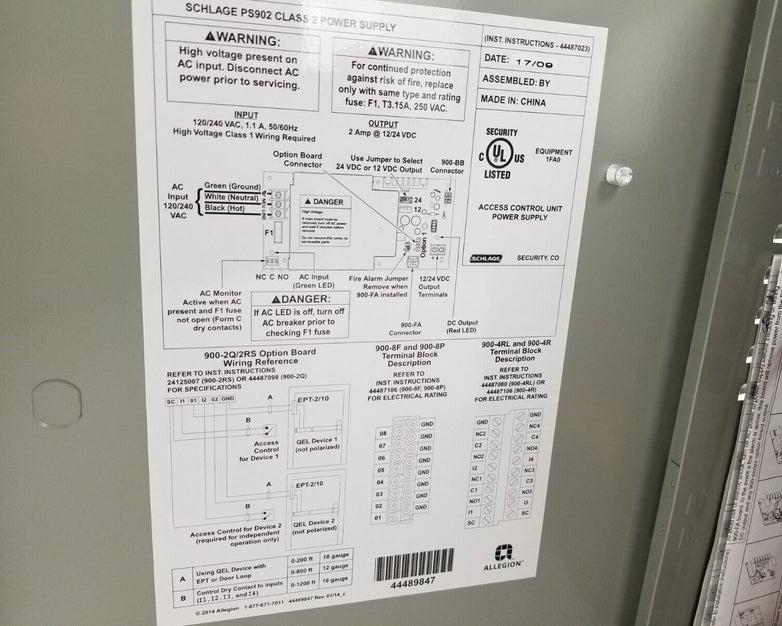 SCHLAGE PS902 CLASS 2 POWER SUPPLY
WARNING:
High voltage present on
AC input. Disconnect AC
power prior to servicing.
WARNING:
For continued protection
against risk of fire, replace
only with same type and rating
fuse: F1, T3.15A, 250 VAC.
(INST. INSTRUCTIONS - 44487023)
DATE: 17/09
ASSEMBLED: BY
MADE IN: CHINA
INPUT
120/240 VAC, 1.1 A, 50/60Hz
High Voltage Class 1 Wiring Required
OUTPUT
2 Amp @ 12/24 VDC
SECURITY
C UL US
LISTED
EQUIPMENT
1FA0
ACCESS CONTROL UNIT
POWER SUPPLY
SCHLAGE
SECURITY, CO
Option Board
Connector
Use Jumper to Select
24 VDC or 12 VDC Output
900-BB
Connector
AC
Input
120/240
VAC
Green (Ground)
White (Neutral)
Black (Hot)
F1
DANGER
High Voltage
24
12
Option 1
NC C NO
AC Input
(Green LED)
Fire Alarm Jumper
Remove when
900-FA installed
12/24 VDC
Output
Terminals
AC Monitor
Active when AC
present and F1 fuse
not open (Form C
dry contacts)
DANGER:
If AC LED is off, turn off
AC breaker prior to
checking F1 fuse
900-FA
Connector
DC Output
(Red LED)
900-2Q/2RS Option Board
Wiring Reference
REFER TO INST. INSTRUCTIONS
24125007 (900-2RS) OR 44487098 (900-2Q)
FOR SPECIFICATIONS
SC I1 01 I2 02 GND
A
EPT-2/10
B
Access
Control
for Device 1
QEL Device 1
(not polarized)
A
EPT-2/10
B
Access Control for Device 2
(required for independent
operation only)
QEL Device 2
(not polarized)
900-8F and 900-8P
Terminal Block
Description
REFER TO
INST. INSTRUCTIONS
44487106 (900-8F, 900-8P)
FOR ELECTRICAL RATING
08 GND
07 GND
06 GND
05 GND
04 GND
03 GND
02 GND
01 GND
900-4RL and 900-4R
Terminal Block
Description
REFER TO
INST. INSTRUCTIONS
44487080 (900-4RL) OR
44487106 (900-4R)
FOR ELECTRICAL RATING
GND GND
NC2 NC4
C2 C4
NO2 NO4
I2 I4
NC1 NC3
C1 C3
NO1 NO3
I1 I3
SC SC
A Using QEL Device with EPT or Door Loop 0-200 ft 18 gauge
0-800 ft 12 gauge
B Control Dry Contact to inputs (I1, I2, I3, and I4) 0-1200 ft 18 gauge
© 2014 Allegion 1-877-671-7011 44489847 Rev. 01/14_c
44489847
ALLEGION